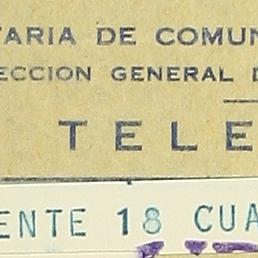 TARIA DE COMUN
ECCION GENERAL D
TELE
ENTE 18 CUA